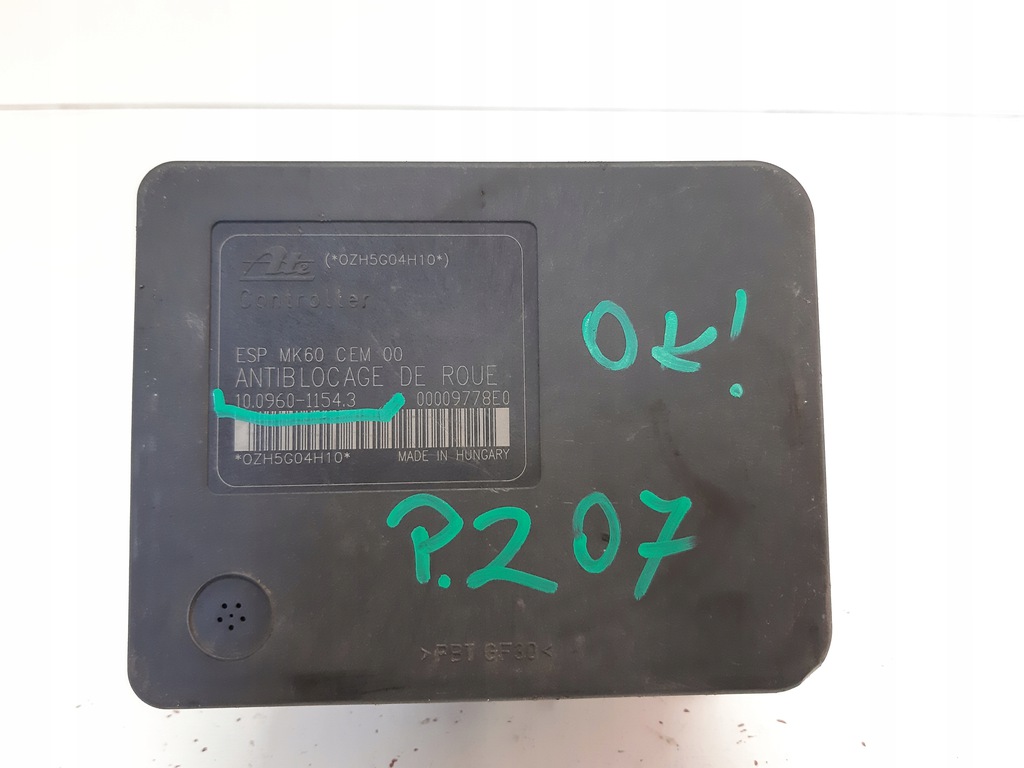 Ate (*OZH5G04H10*)
Controller
ESP MK60 CEM 00
ANTIBLOCAGE DE ROUE
10.0960-1154.3 00009778E0
*OZH5G04H10* MADE IN HUNGARY
OK!
P.207
>PBT GF30<